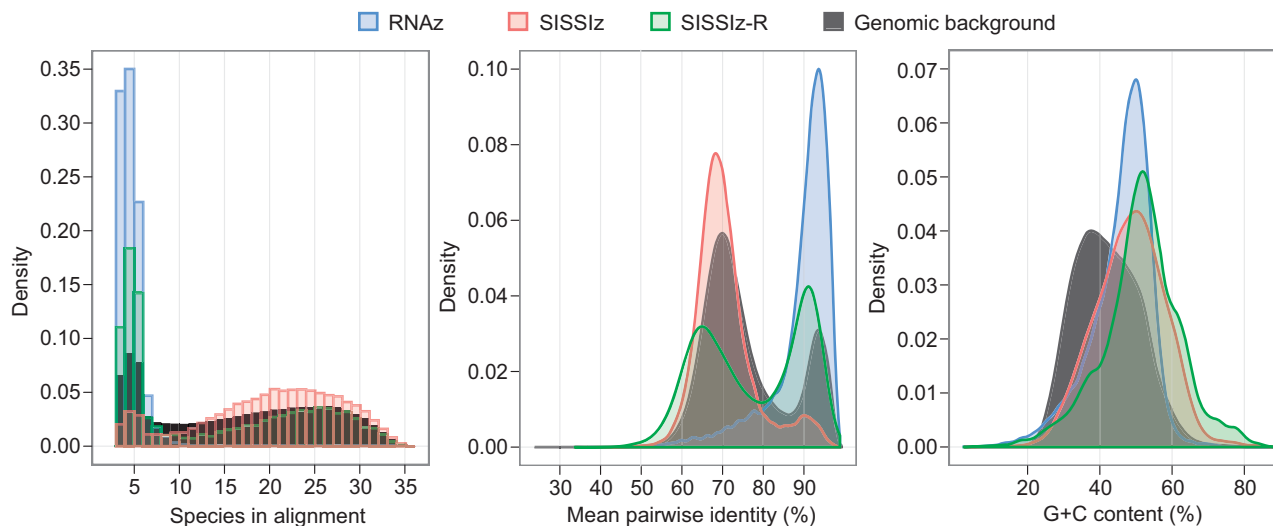 RNAz SISSIz SISSIz-R Genomic background
0.35
0.30
0.25
0.20
0.15
0.10
0.05
0.00
Density
5 10 15 20 25 30 35
Species in alignment
0.10
0.08
0.06
0.04
0.02
0.00
Density
30 40 50 60 70 80 90
Mean pairwise identity (%)
0.07
0.06
0.05
0.04
0.03
0.02
0.01
0.00
Density
20 40 60 80
G+C content (%)